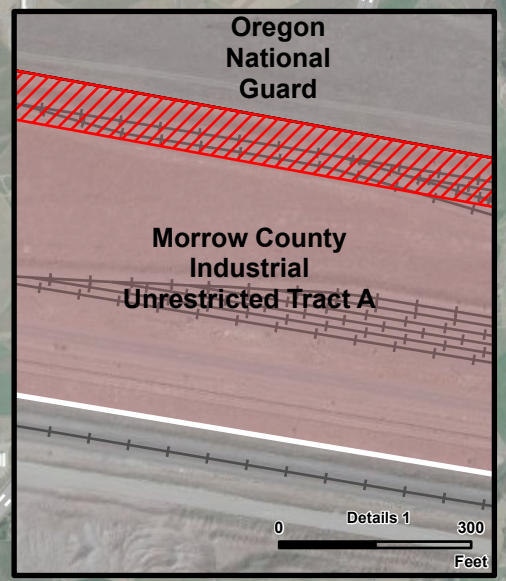 Oregon
National
Guard
Morrow County
Industrial
Unrestricted Tract A
Details 1
0 300
Feet